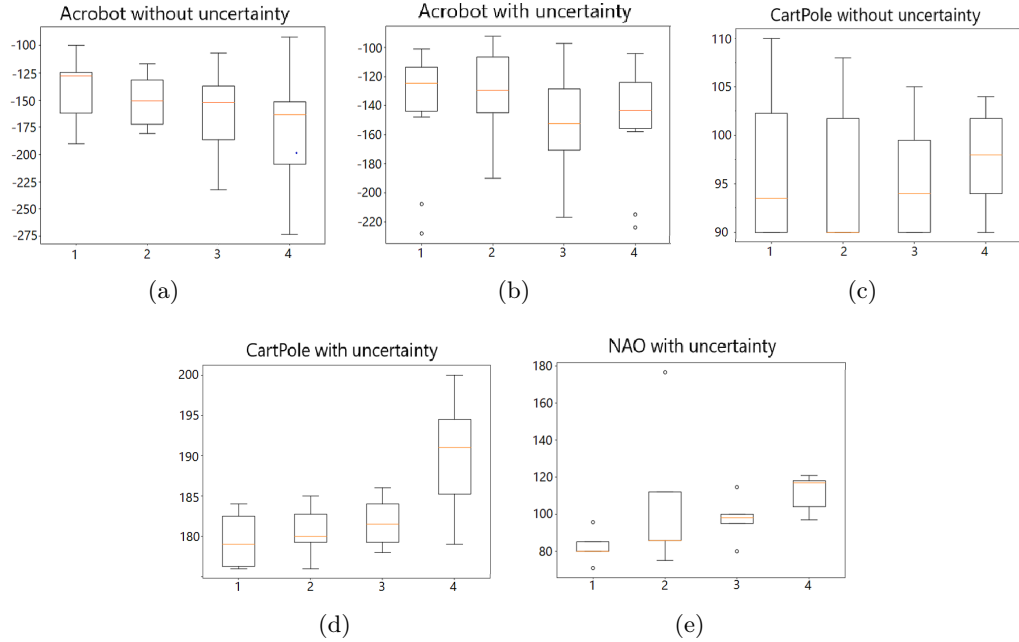 Acrobot without uncertainty
-100
-125
-150
-175
-200
-225
-250
-275
1 2 3 4
(a)
Acrobot with uncertainty
-100
-120
-140
-160
-180
-200
-220
1 2 3 4
(b)
CartPole without uncertainty
110
105
100
95
90
1 2 3 4
(c)
CartPole with uncertainty
200
195
190
185
180
1 2 3 4
(d)
NAO with uncertainty
180
160
140
120
100
80
1 2 3 4
(e)